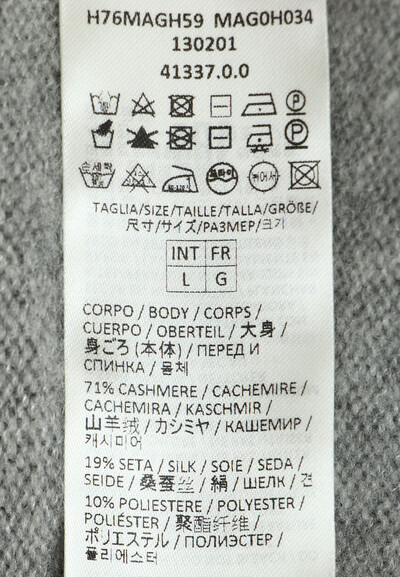 H76MAGH59 MAG0H034
130201
41337.0.0
TAGLIA/SIZE/TAILLE/TALLA/GRÖßE/
尺寸/サイズ/РАЗМЕР/크기
INT FR
L G
CORPO / BODY / CORPS /
CUERPO / OBERTEIL / 大身 /
身ごろ (本体) / ПЕРЕД И
СПИНКА / 몸체
71% CASHMERE / CACHEMIRE /
CACHEMIRA / KASCHMIR /
山羊绒 / カシミヤ / КАШЕМИР /
캐시미어
19% SETA / SILK / SOIE / SEDA /
SEIDE / 桑蚕丝 / 絹 / ШЕЛК / 견
10% POLIESTERE / POLYESTER /
POLIÉSTER / 聚酯纤维 /
ポリエステル / ПОЛИЭСТЕР /
폴리에스터